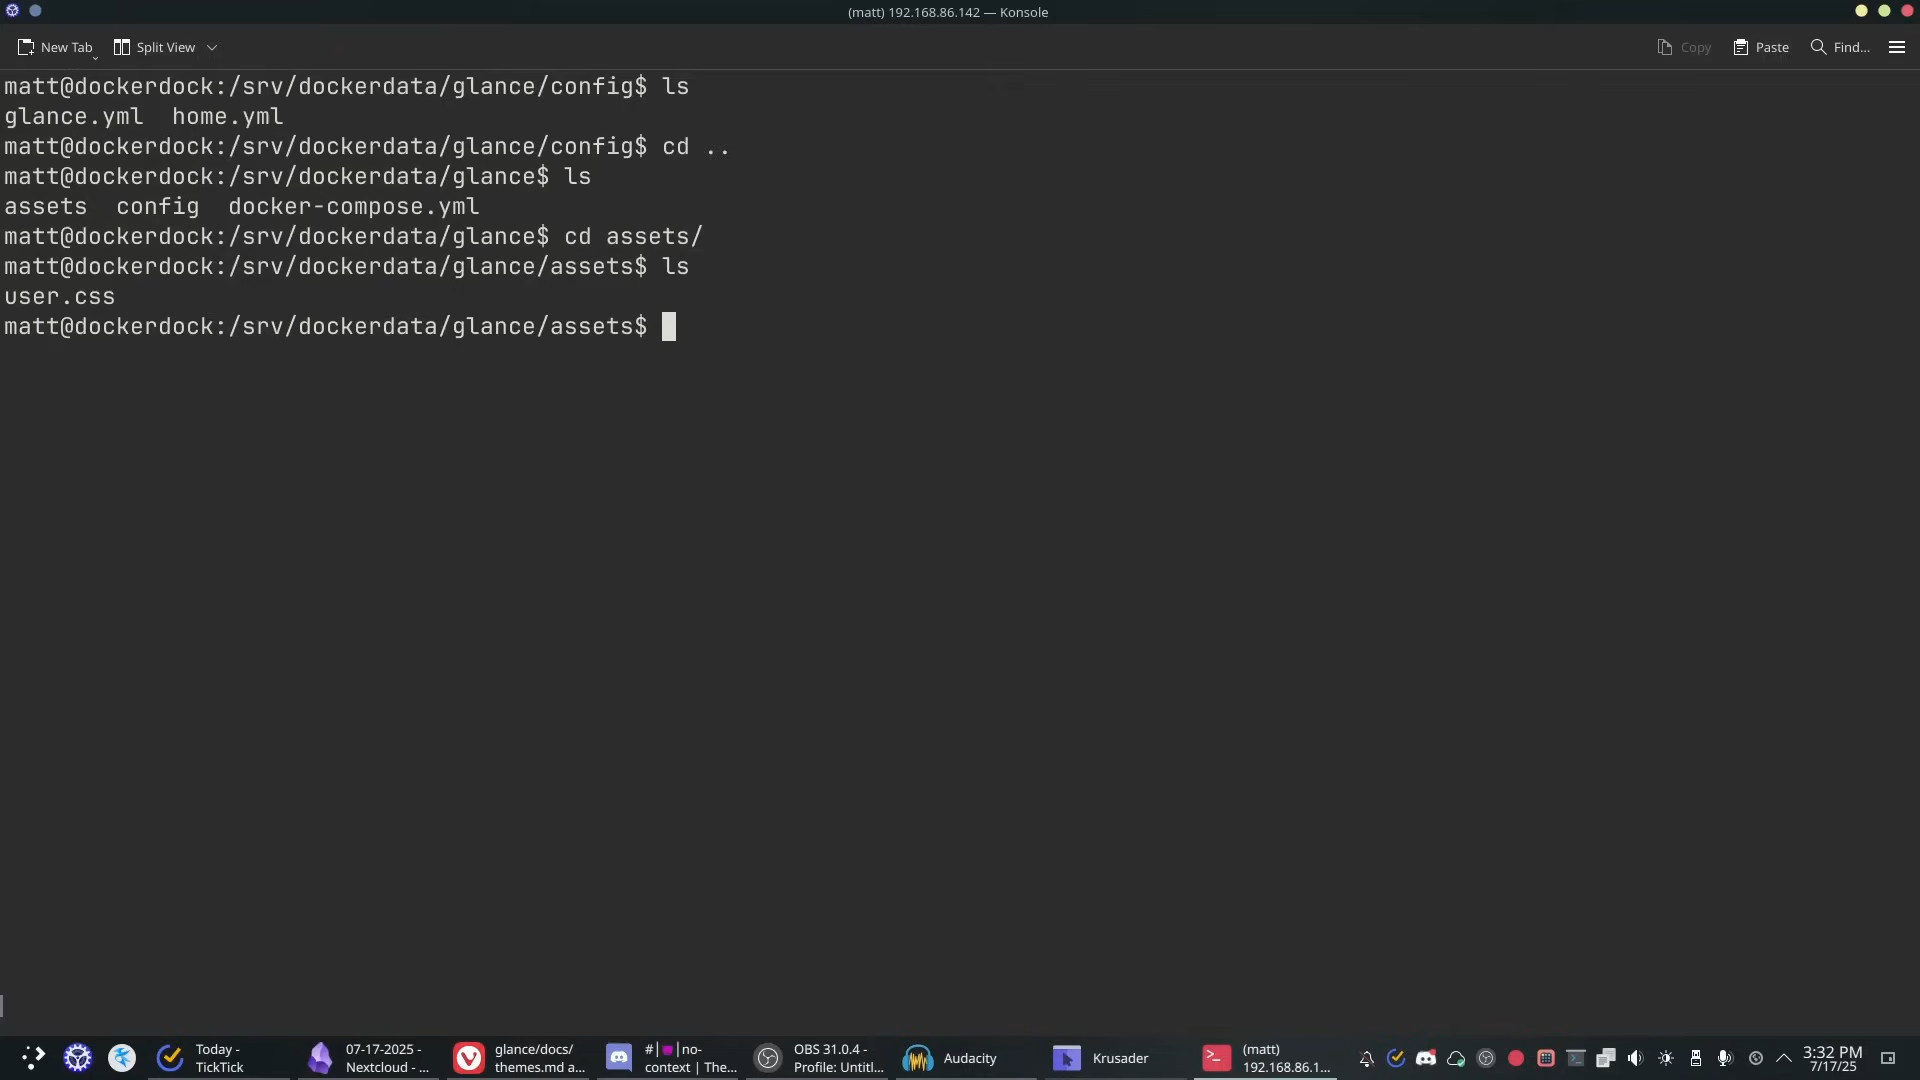 (matt) 192.168.86.142 — Konsole
New Tab
Split View
Copy
Paste
Find...
matt@dockerdock:/srv/dockerdata/glance/config$ ls
glance.yml  home.yml
matt@dockerdock:/srv/dockerdata/glance/config$ cd ..
matt@dockerdock:/srv/dockerdata/glance$ ls
assets  config  docker-compose.yml
matt@dockerdock:/srv/dockerdata/glance$ cd assets/
matt@dockerdock:/srv/dockerdata/glance/assets$ ls
user.css
matt@dockerdock:/srv/dockerdata/glance/assets$
Today -
TickTick
07-17-2025 -
Nextcloud - ...
glance/docs/
themes.md a...
#|😈|no-
context | The...
OBS 31.0.4 -
Profile: Untitl...
Audacity
Krusader
(matt)
192.168.86.1...
3:32 PM
7/17/25